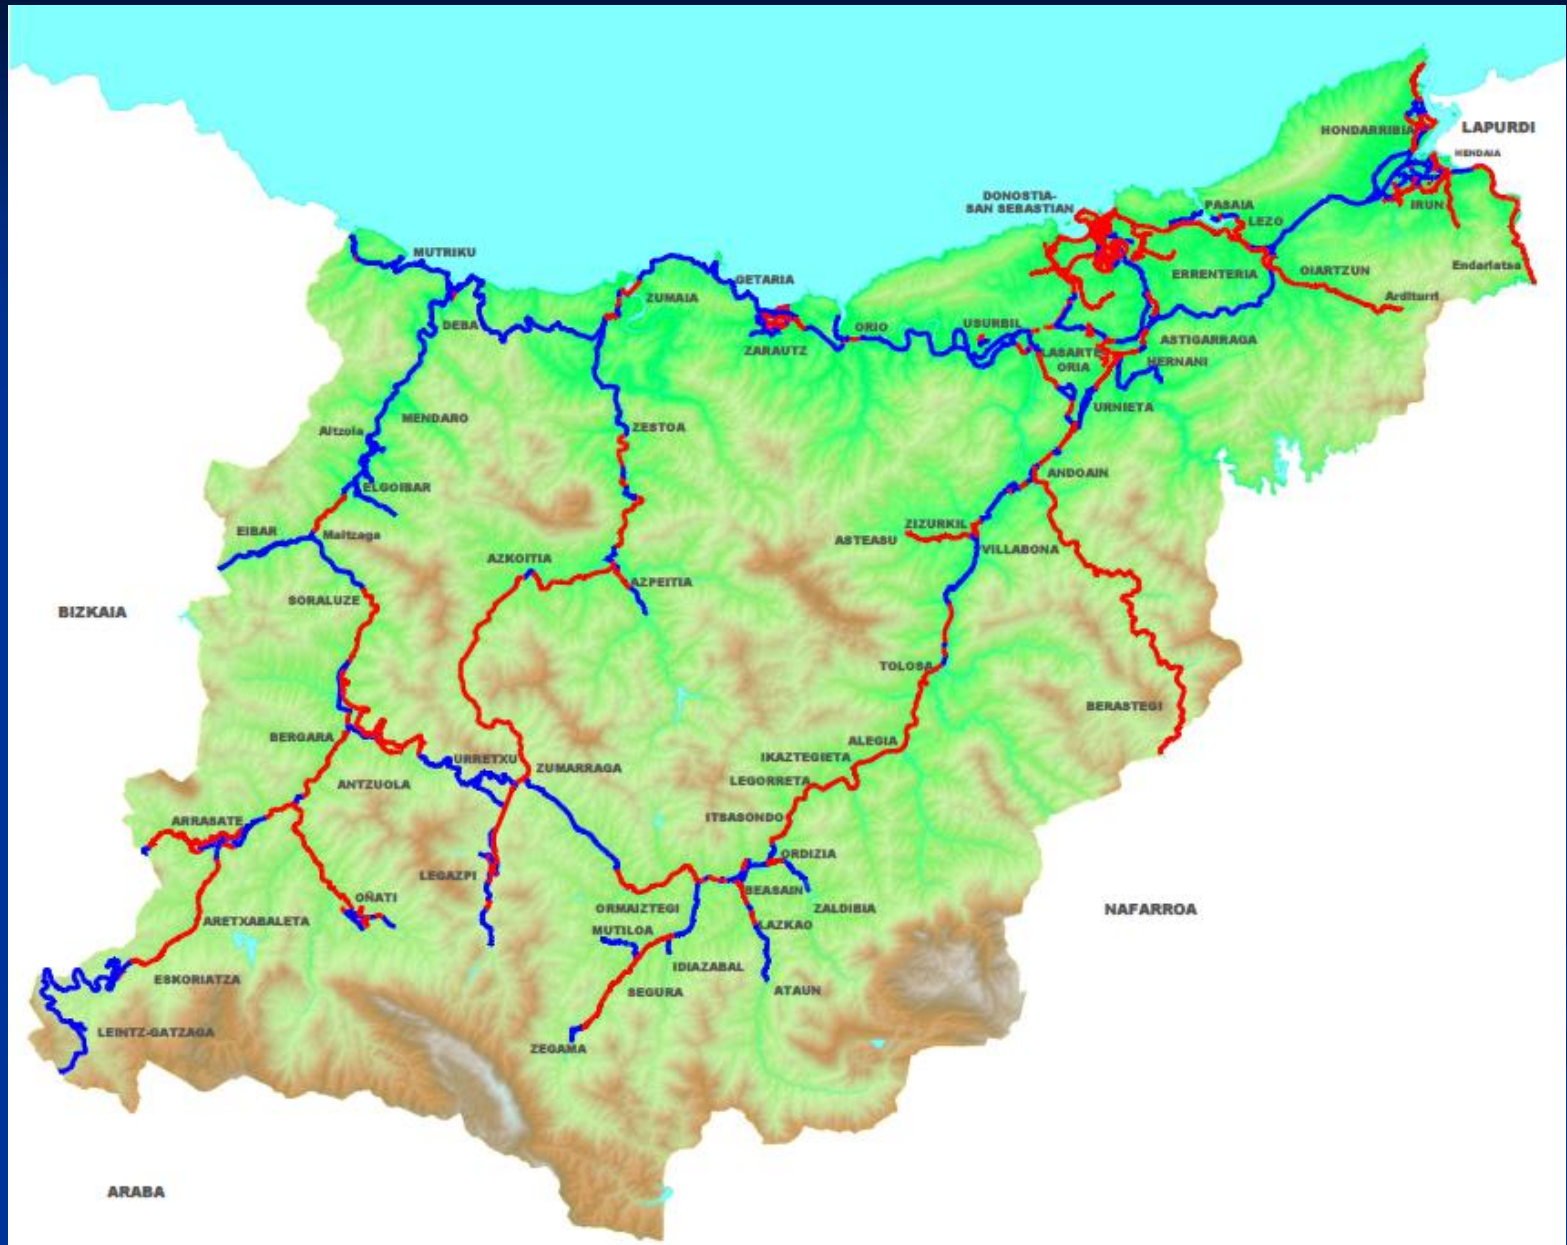 HONDARRIBIA
LAPURDI
HENDAIA
DONOSTIA-
SAN SEBASTIAN
PASAIA
LEZO
IRUN
MUTRIKU
GETARIA
ERRENTERIA
OIARTZUN
Endarlatsa
Arditurri
ZUMAIA
DEBA
ZARAUTZ
ORIO
USURBIL
LASARTE
ORIA
ASTIGARRAGA
HERNANI
URNIETA
MENDARO
Altzola
ZESTOA
ELGOIBAR
ANDOAIN
EIBAR
Maltzaga
ZIZURKIL
ASTEASU
VILLABONA
AZKOITIA
AZPEITIA
SORALUZE
BIZKAIA
TOLOSA
BERASTEGI
BERGARA
ALEGIA
IKAZTEGIETA
URRETXU
ZUMARRAGA
LEGORRETA
ANTZUOLA
ITSASONDO
ARRASATE
ORDIZIA
LEGAZPI
BEASAIN
OÑATI
ORMAIZTEGI
ZALDIBIA
NAFARROA
ARETXABALETA
MUTILOA
LAZKAO
IDIAZABAL
ESKORIATZA
SEGURA
ATAUN
LEINTZ-GATZAGA
ZEGAMA
ARABA